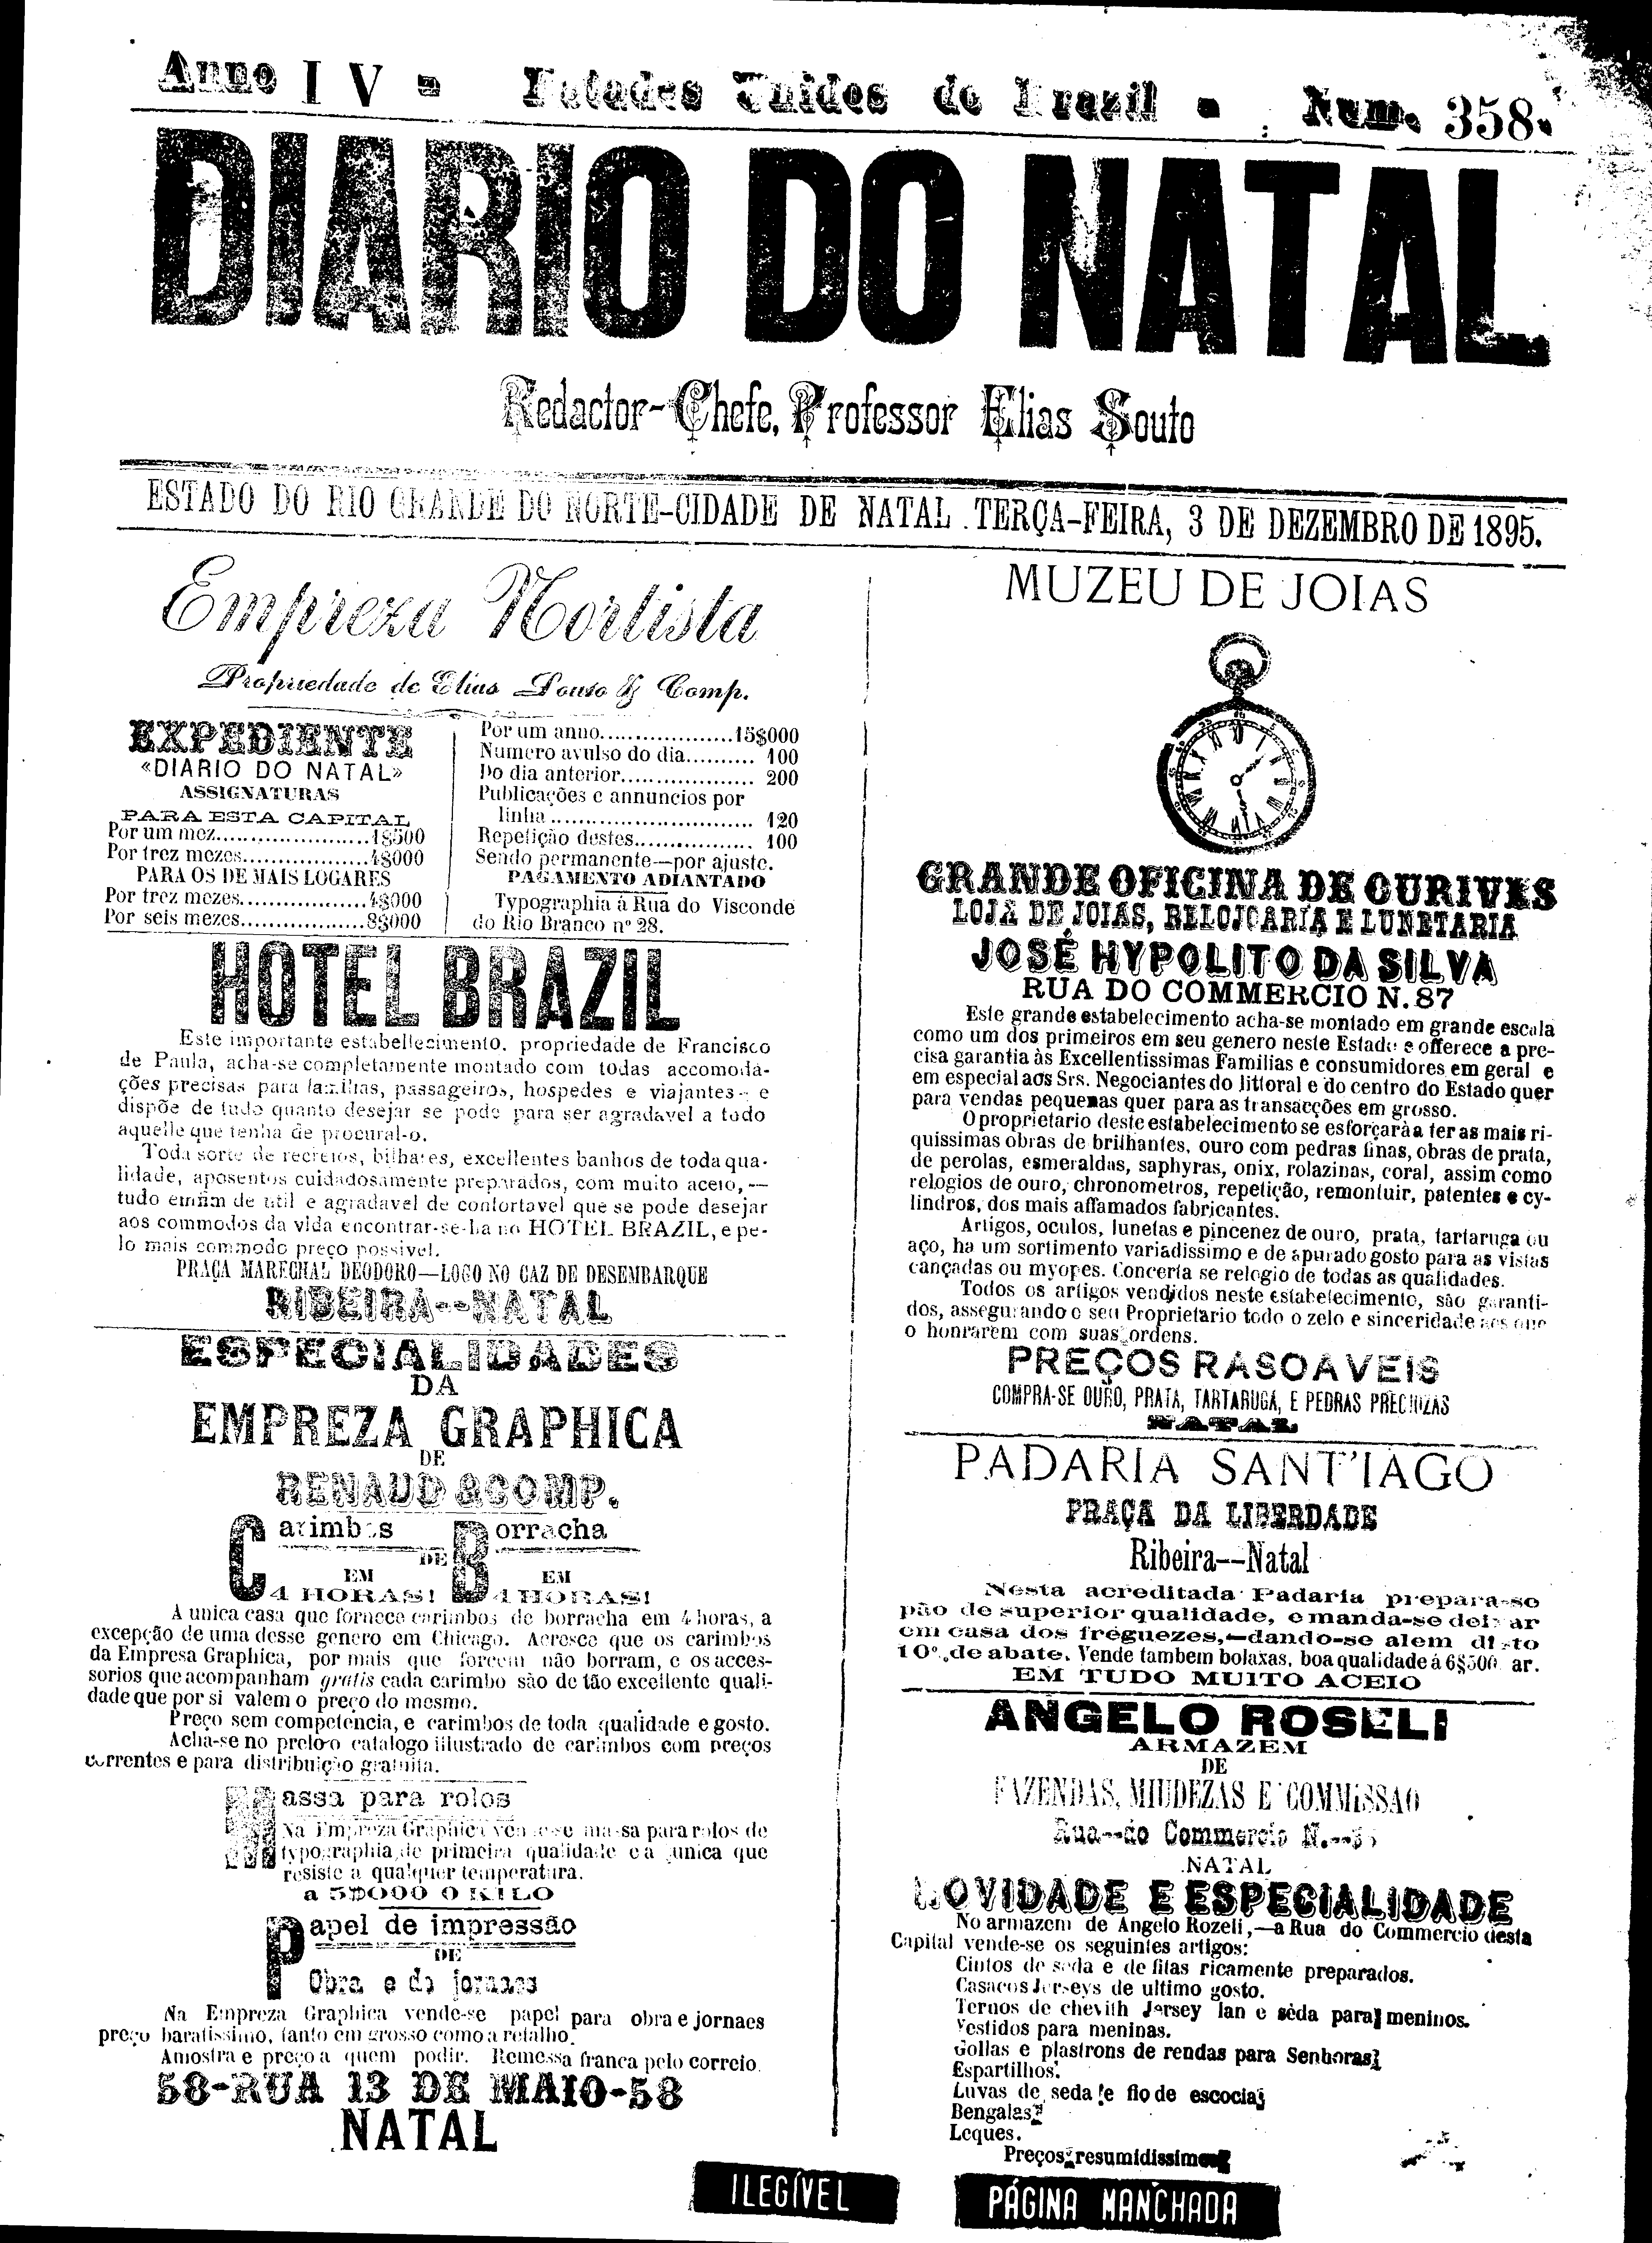 Anno IV - Estados Unidos do Brazil - Num. 358.
DIARIO DO NATAL
Redactor-Chefe, Professor Elias Souto
ESTADO DO RIO GRANDE DO NORTE-CIDADE DE NATAL. TERÇA-FEIRA, 3 DE DEZEMBRO DE 1895.
Empreza Nortista
Propriedade de Elias Souto & Comp.
EXPEDIENTE
«DIARIO DO NATAL»
ASSIGNATURAS
PARA ESTA CAPITAL
Por um mez.....................1$500
Por trez mezes.................4$000
PARA OS DE MAIS LOGARES
Por trez mezes.................4$000
Por seis mezes.................8$000
Por um anno..................15$000
Numero avulso do dia.......... 100
Do dia anterior................... 200
Publicações e annuncios por
linha ............................ 120
Repetição destes................. 100
Sendo permanente—por ajuste.
PAGAMENTO ADIANTADO
Typographia á Rua do Visconde
do Rio Branco nº 28.
HOTEL BRAZIL
Este importante estabellecimento, propriedade de Francisco
de Paula, acha-se completamente montado com todas accomoda-
ções precisas para familias, passageiros, hospedes e viajantes-- e
dispõe de tudo quanto desejar se pode para ser agradavel a todo
aquelle que tenha de procural-o.
Toda sorte de recreios, bilhares, excellentes banhos de toda qua-
lidade, aposentos cuidadosamente preparados, com muito aceio,—
tudo emfim de util e agradavel de confortavel que se pode desejar
aos commodos da vida encontrar-se-ha no HOTEL BRAZIL, e pe-
lo mais commodo preço possivel.
PRAÇA MARECHAL DEODORO—LOGO NO CAZ DE DESEMBARQUE
RIBEIRA--NATAL
ESPECIALIDADES
DA
EMPREZA GRAPHICA
DE
RENAUD & COMP.
Carimbos DE Borracha
EM EM
4 HORAS! 4 HORAS!
A unica casa que fornece carimbos de borracha em 4 horas, a
excepção de uma desse genero em Chicago. Acresce que os carimbos
da Empresa Graphica, por mais que forcem não borram, e os acces-
sorios que acompanham gratis cada carimbo são de tão excellente quali-
dade que por si valem o preço do mesmo.
Preço sem competencia, e carimbos de toda qualidade e gosto.
Acha-se no prelo o catalogo illustrado de carimbos com preços
correntes e para distribuição gratuita.
Massa para rolos
Na Empreza Graphica vende-se massa para rolos de
typographia, de primeira qualidade e a unica que
resiste a qualquer temperatura.
a 5$000 O KILO
Papel de impressão
DE
Obra e de jornaes
Na Empreza Graphica vende-se papel para obra e jornaes
preço baratissimo, tanto em grosso como a retalho.
Amostra e preço a quem podir. Remessa franca pelo correio.
58-RUA 13 DE MAIO-58
NATAL
MUZEU DE JOIAS
GRANDE OFICINA DE OURIVES
LOJA DE JOIAS, RELOJOARIA E LUNETARIA
JOSÉ HYPOLITO DA SILVA
RUA DO COMMERCIO N. 87
Este grande estabelecimento acha-se montado em grande escala
como um dos primeiros em seu genero neste Estado e offerece a pre-
cisa garantia às Excellentissimas Familias e consumidores em geral e
em especial aos Srs. Negociantes do littoral e do centro do Estado quer
para vendas pequenas quer para as transacções em grosso.
O proprietario deste estabelecimento se esforçará a ter as mais ri-
quissimas obras de brilhantes, ouro com pedras finas, obras de prata,
de perolas, esmeraldas, saphyras, onix, rolazinas, coral, assim como
relogios de ouro, chronometros, repetição, remontuir, patentes e cy-
lindros, dos mais affamados fabricantes.
Artigos, oculos, lunetas e pincenez de ouro, prata, tartaruga ou
aço, ha um sortimento variadissimo e de apurado gosto para as vistas
cançadas ou myopes. Concerta se relogio de todas as qualidades.
Todos os artigos vendidos neste estabelecimento, são garanti-
dos, assegurando o seu Proprietario todo o zelo e sinceridade aos que
o honrarem com suas ordens.
PREÇOS RASOAVEIS
COMPRA-SE OURO, PRATA, TARTARUGA, E PEDRAS PRECIOZAS
NATAL
PADARIA SANT'IAGO
PRAÇA DA LIBERDADE
Ribeira--Natal
Nesta acreditada Padaria prepara-se
pão de superior qualidade, e manda-se deixar
em casa dos freguezes,—dando-se alem disto
10º. de abate. Vende tambem bolaxas, boa qualidade á 6$500 ar.
EM TUDO MUITO ACEIO
ANGELO ROSELI
ARMAZEM
DE
FAZENDAS, MIUDEZAS E COMMISSAO
Rua--do Commercio N.--
NATAL
NOVIDADE E ESPECIALIDADE
No armazem de Angelo Rozeli,—a Rua do Commercio desta
Capital vende-se os seguintes artigos:
Cintos de seda e de fitas ricamente preparados.
Casacos Jerseys de ultimo gosto.
Ternos de chevith Jersey lan e sèda para meninos.
Vestidos para meninas.
Gollas e plastrons de rendas para Senhoras
Espartilhos.
Luvas de seda e fio de escocia
Bengalas
Leques.
Preços resumidissimos
ILEGÍVEL
PÁGINA MANCHADA